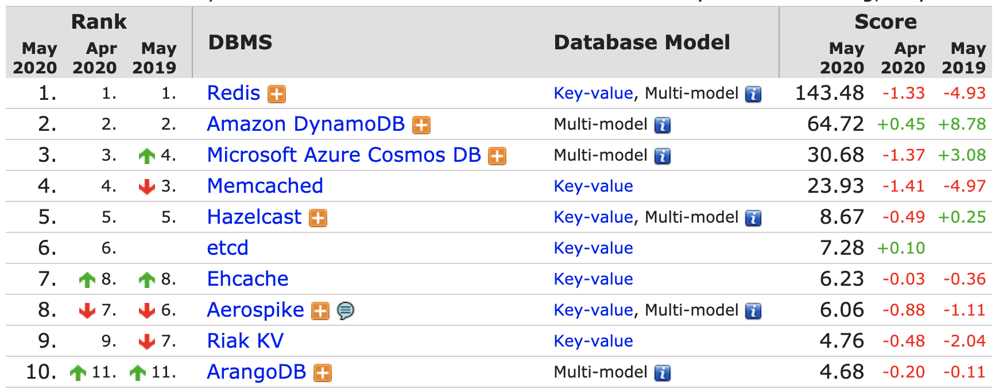 Rank DBMS Database Model Score
May 2020 Apr 2020 May 2019 May 2020 Apr 2020 May 2019
1. 1. 1. Redis Key-value, Multi-model 143.48 -1.33 -4.93
2. 2. 2. Amazon DynamoDB Multi-model 64.72 +0.45 +8.78
3. 3. 4. Microsoft Azure Cosmos DB Multi-model 30.68 -1.37 +3.08
4. 4. 3. Memcached Key-value 23.93 -1.41 -4.97
5. 5. 5. Hazelcast Key-value, Multi-model 8.67 -0.49 +0.25
6. 6. etcd Key-value 7.28 +0.10
7. 8. 8. Ehcache Key-value 6.23 -0.03 -0.36
8. 7. 6. Aerospike Key-value, Multi-model 6.06 -0.88 -1.11
9. 9. 7. Riak KV Key-value 4.76 -0.48 -2.04
10. 11. 11. ArangoDB Multi-model 4.68 -0.20 -0.11